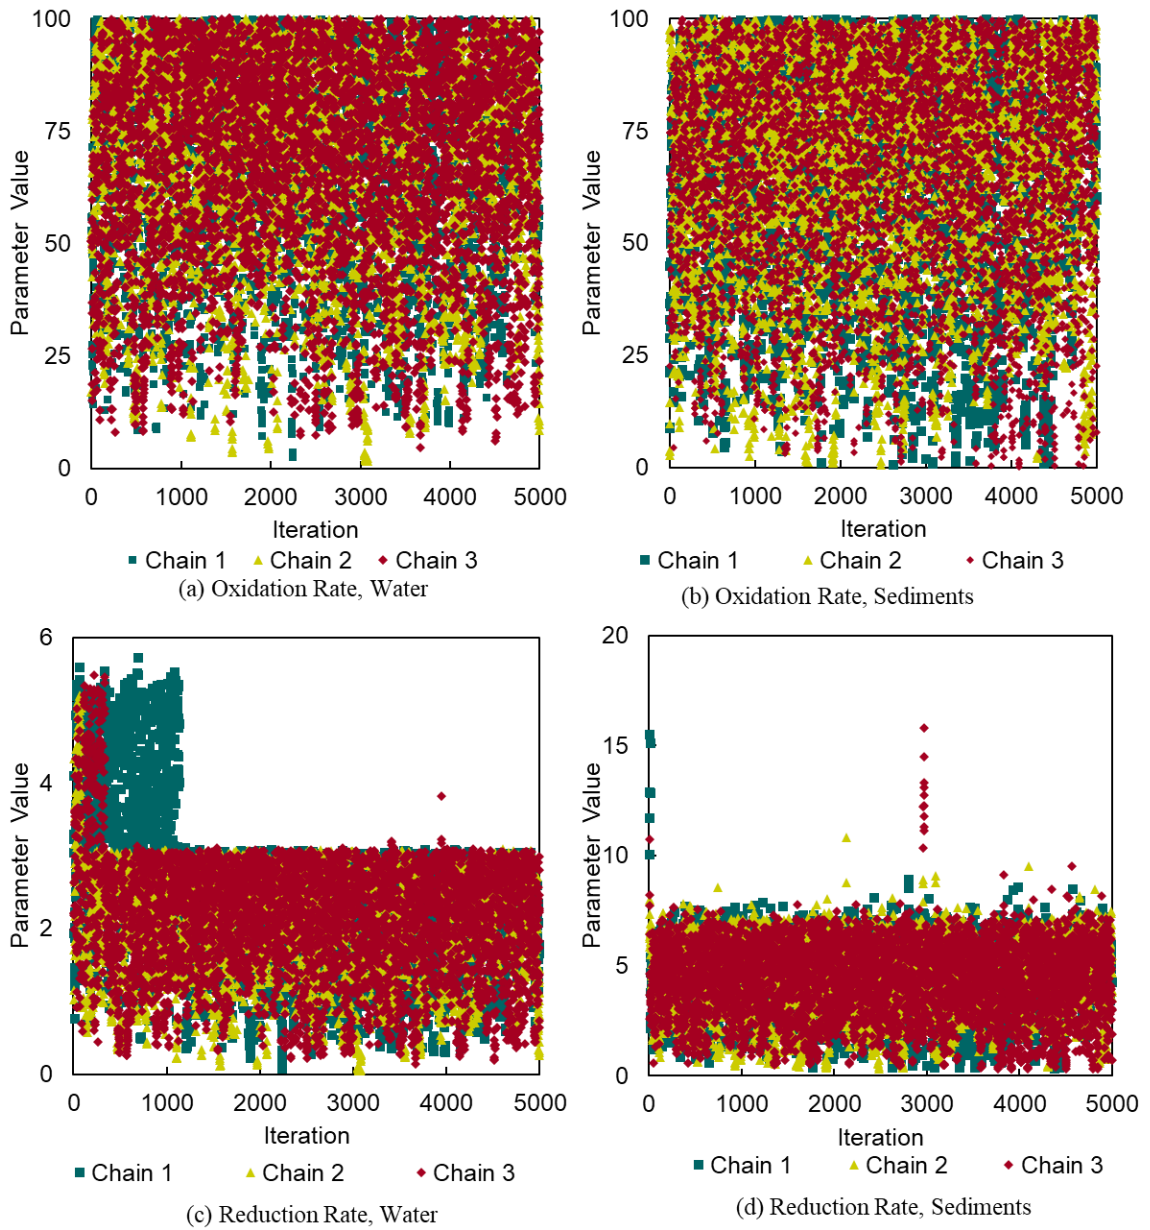 100
75
50
25
0
Parameter Value
0 1000 2000 3000 4000 5000
Iteration
Chain 1 Chain 2 Chain 3
(a) Oxidation Rate, Water
100
75
50
25
0
Parameter Value
0 1000 2000 3000 4000 5000
Iteration
Chain 1 Chain 2 Chain 3
(b) Oxidation Rate, Sediments
6
4
2
0
Parameter Value
0 1000 2000 3000 4000 5000
Iteration
Chain 1 Chain 2 Chain 3
(c) Reduction Rate, Water
20
15
10
5
0
Parameter Value
0 1000 2000 3000 4000 5000
Iteration
Chain 1 Chain 2 Chain 3
(d) Reduction Rate, Sediments